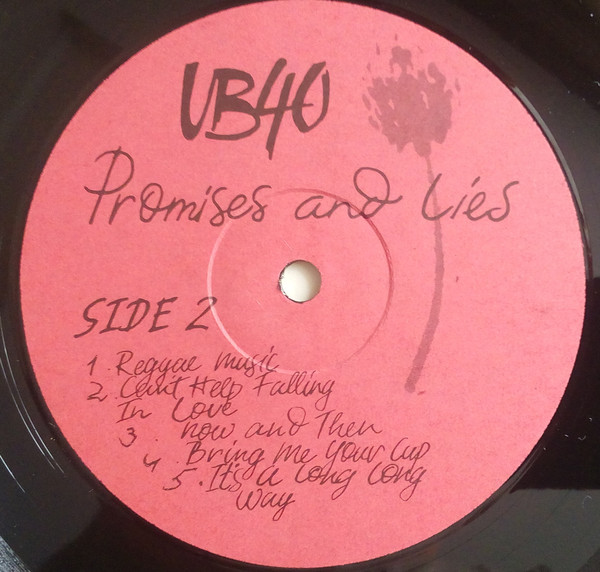 UB40
Promises and Lies
SIDE 2
1. Reggae music
2. Can't Help Falling
In Love
3. now and Then
4 Bring me your Cup
5. It's a long long
way